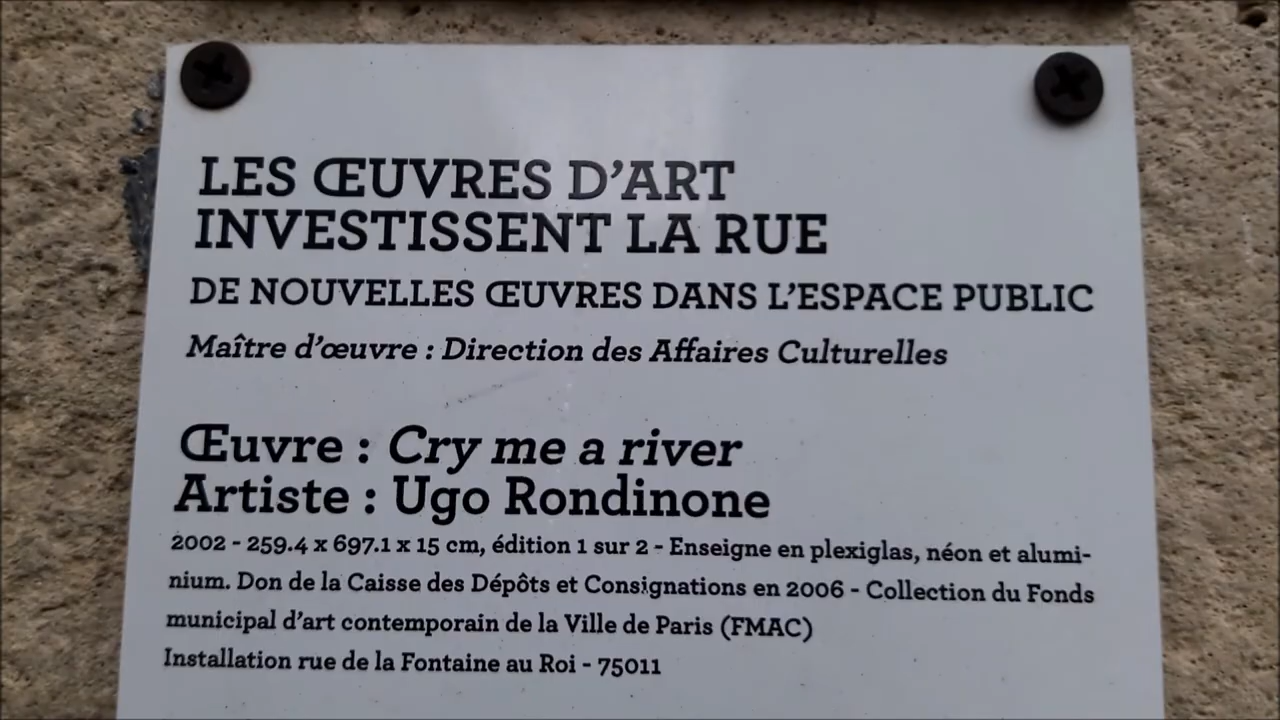 LES ŒUVRES D'ART
INVESTISSENT LA RUE
DE NOUVELLES ŒUVRES DANS L'ESPACE PUBLIC
Maître d'œuvre : Direction des Affaires Culturelles
Œuvre : Cry me a river
Artiste : Ugo Rondinone
2002 - 259.4 x 697.1 x 15 cm, édition 1 sur 2 - Enseigne en plexiglas, néon et alumi-
nium. Don de la Caisse des Dépôts et Consignations en 2006 - Collection du Fonds
municipal d'art contemporain de la Ville de Paris (FMAC)
Installation rue de la Fontaine au Roi - 75011